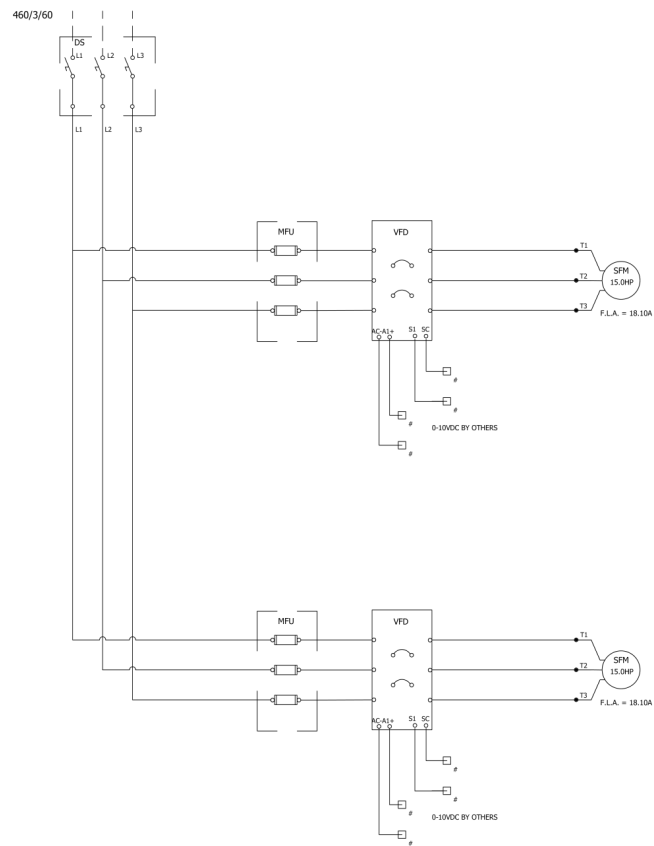 460/3/60
DS
L1 L2 L3
L1 L2 L3
MFU VFD
T1
SFM
T2
15.0HP
T3
F.L.A. = 18.10A
AC-A1+ S1 SC
#
#
#
0-10VDC BY OTHERS
#
MFU VFD
T1
SFM
T2
15.0HP
T3
F.L.A. = 18.10A
AC-A1+ S1 SC
#
#
#
0-10VDC BY OTHERS
#